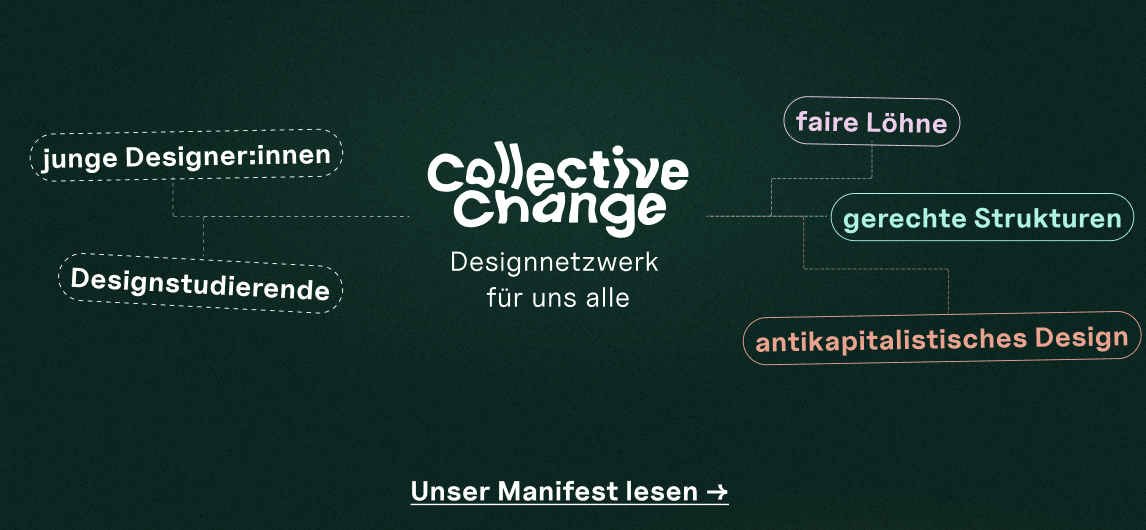 junge Designer:innen
Designstudierende
Collective
Change
Designnetzwerk
für uns alle
faire Löhne
gerechte Strukturen
antikapitalistisches Design
Unser Manifest lesen →